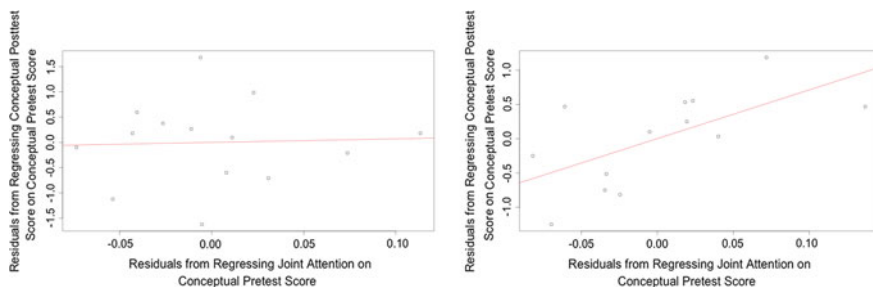 Residuals from Regressing Conceptual Posttest
Score on Conceptual Pretest Score
1.5
1.0
0.5
0.0
-0.5
-1.0
-1.5
-0.05
0.00
0.05
0.10
Residuals from Regressing Joint Attention on
Conceptual Pretest Score
Residuals from Regressing Conceptual Posttest
Score on Conceptual Pretest Score
1.0
0.5
0.0
-0.5
-1.0
-0.05
0.00
0.05
0.10
Residuals from Regressing Joint Attention on
Conceptual Pretest Score